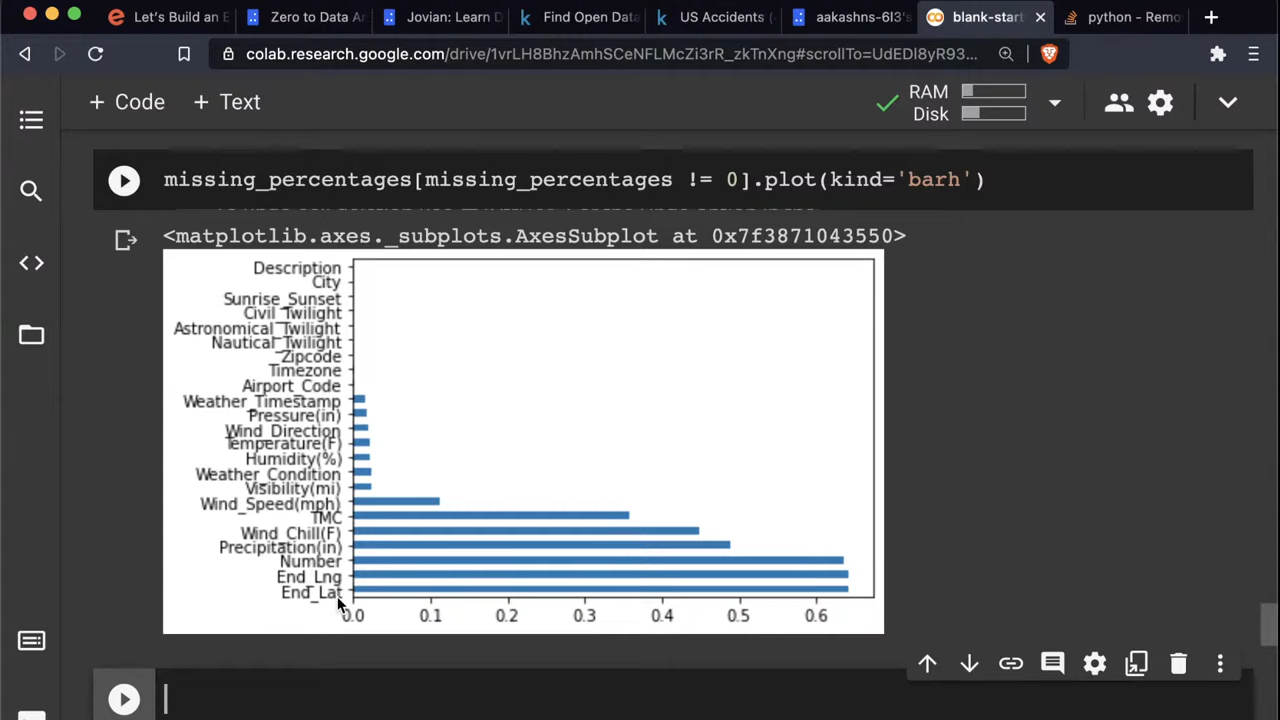 Let's Build an E
Zero to Data Ar
Jovian: Learn D
Find Open Data
US Accidents (
aakashns-6l3's
blank-start
python - Remo
colab.research.google.com/drive/1vrLH8BhzAmhSCeNFLMcZi3rR_zkTnXng#scrollTo=UdEDI8yR93...
+ Code + Text
RAM
Disk
missing_percentages[missing_percentages != 0].plot(kind='barh')
<matplotlib.axes._subplots.AxesSubplot at 0x7f3871043550>
Description
City
Sunrise_Sunset
Civil_Twilight
Astronomical_Twilight
Nautical_Twilight
Zipcode
Timezone
Airport_Code
Weather_Timestamp
Pressure(in)
Wind_Direction
Temperature(F)
Humidity(%)
Weather_Condition
Visibility(mi)
Wind_Speed(mph)
TMC
Wind_Chill(F)
Precipitation(in)
Number
End_Lng
End_Lat
0.0 0.1 0.2 0.3 0.4 0.5 0.6